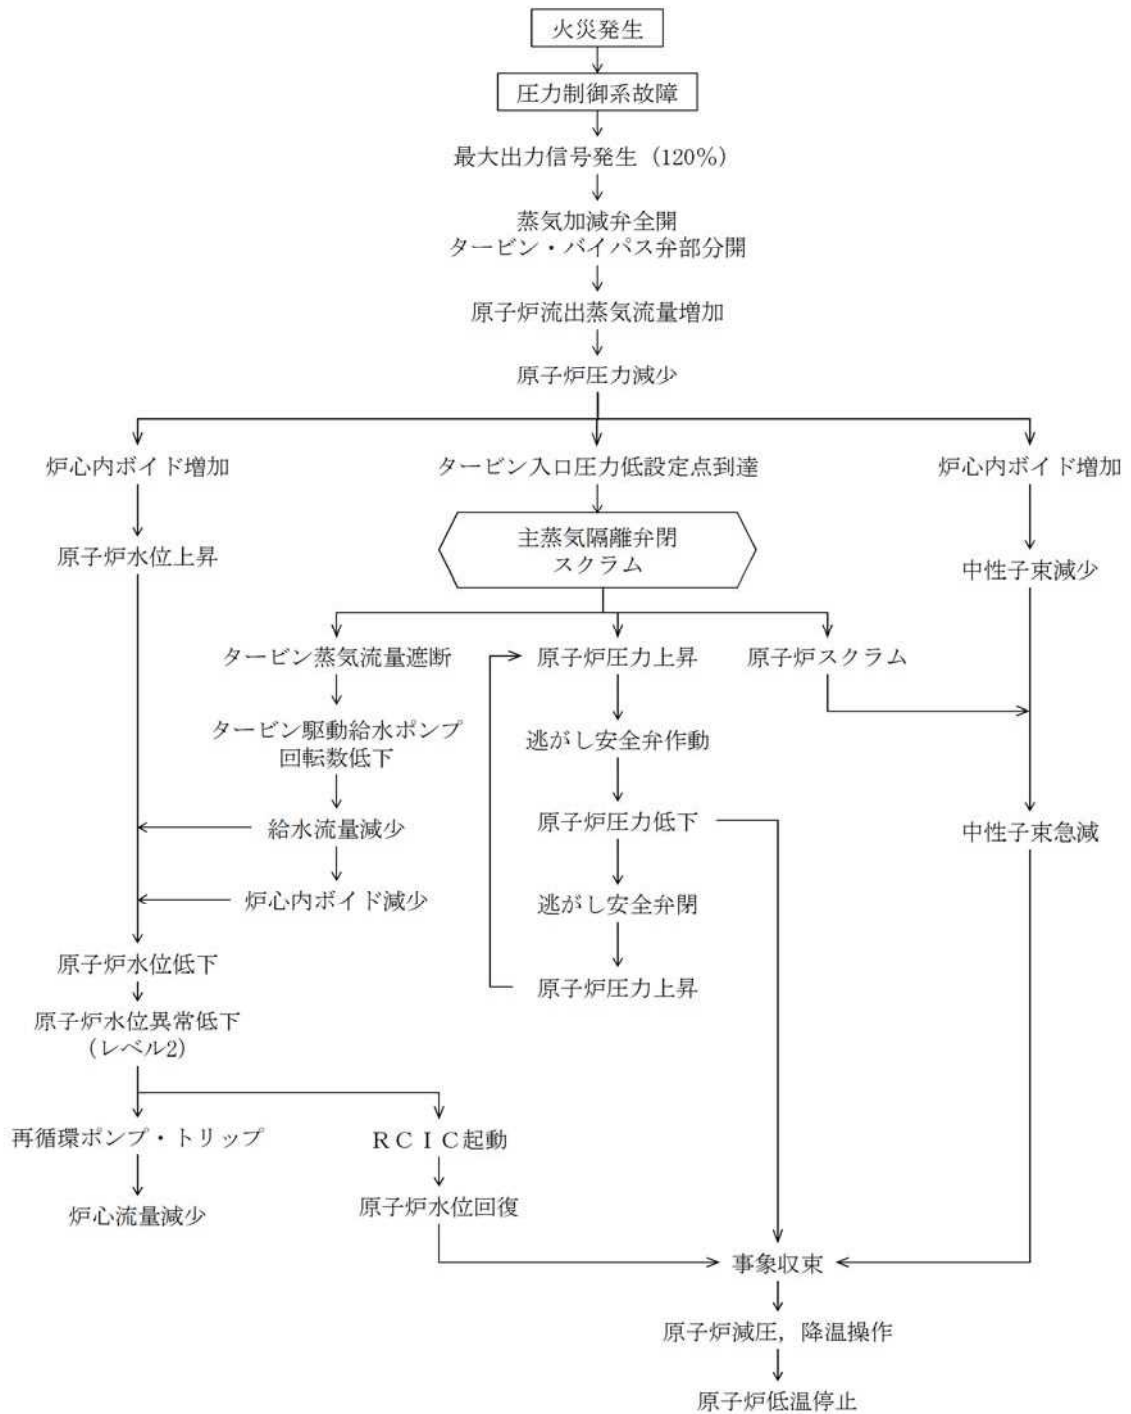 火災発生
圧力制御系故障
最大出力信号発生（120％）
蒸気加減弁全開
タービン・バイパス弁部分開
原子炉流出蒸気流量増加
原子炉圧力減少
炉心内ボイド増加
タービン入口圧力低設定点到達
炉心内ボイド増加
主蒸気隔離弁閉
スクラム
原子炉水位上昇
中性子束減少
タービン蒸気流量遮断
原子炉圧力上昇
原子炉スクラム
タービン駆動給水ポンプ
回転数低下
逃がし安全弁作動
給水流量減少
原子炉圧力低下
中性子束急減
炉心内ボイド減少
逃がし安全弁閉
原子炉水位低下
原子炉圧力上昇
原子炉水位異常低下
（レベル2）
再循環ポンプ・トリップ
ＲＣＩＣ起動
炉心流量減少
原子炉水位回復
事象収束
原子炉減圧，降温操作
原子炉低温停止